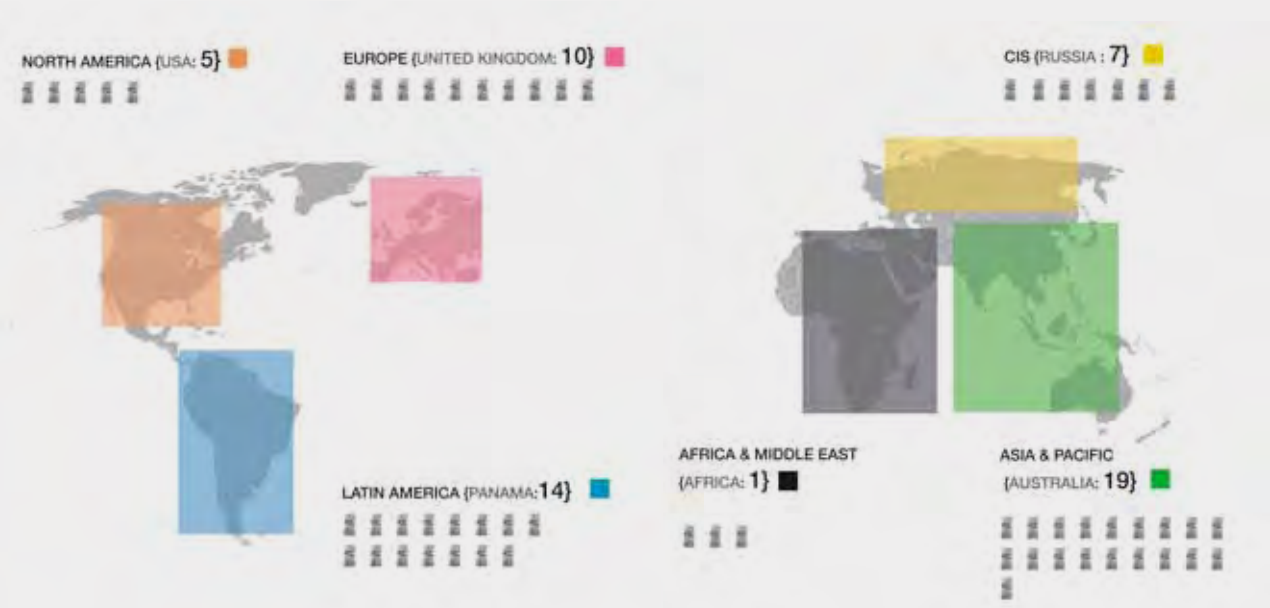 NORTH AMERICA {USA: 5}
EUROPE {UNITED KINGDOM: 10}
CIS {RUSSIA : 7}
LATIN AMERICA {PANAMA:14}
AFRICA & MIDDLE EAST
{AFRICA: 1}
ASIA & PACIFIC
{AUSTRALIA: 19}